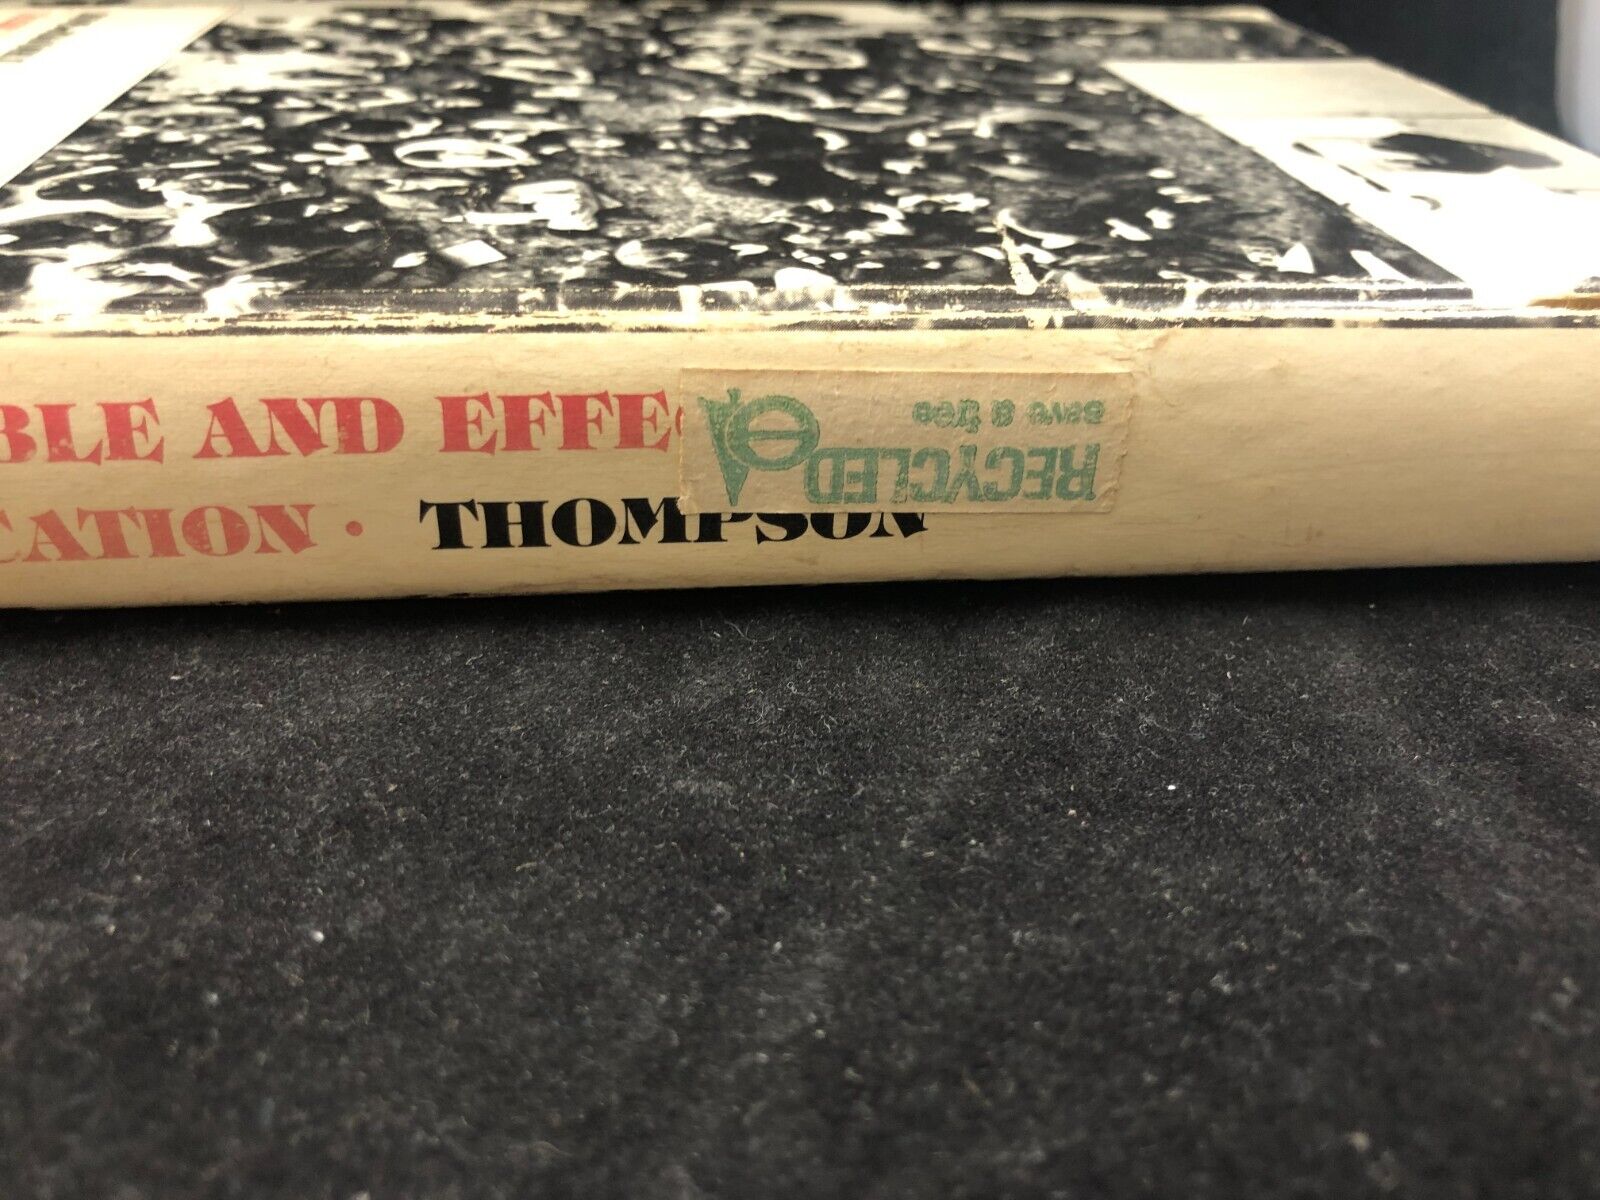 BLE AND EFFE
CATION · THOMPSON
RECYCLED
save a tree